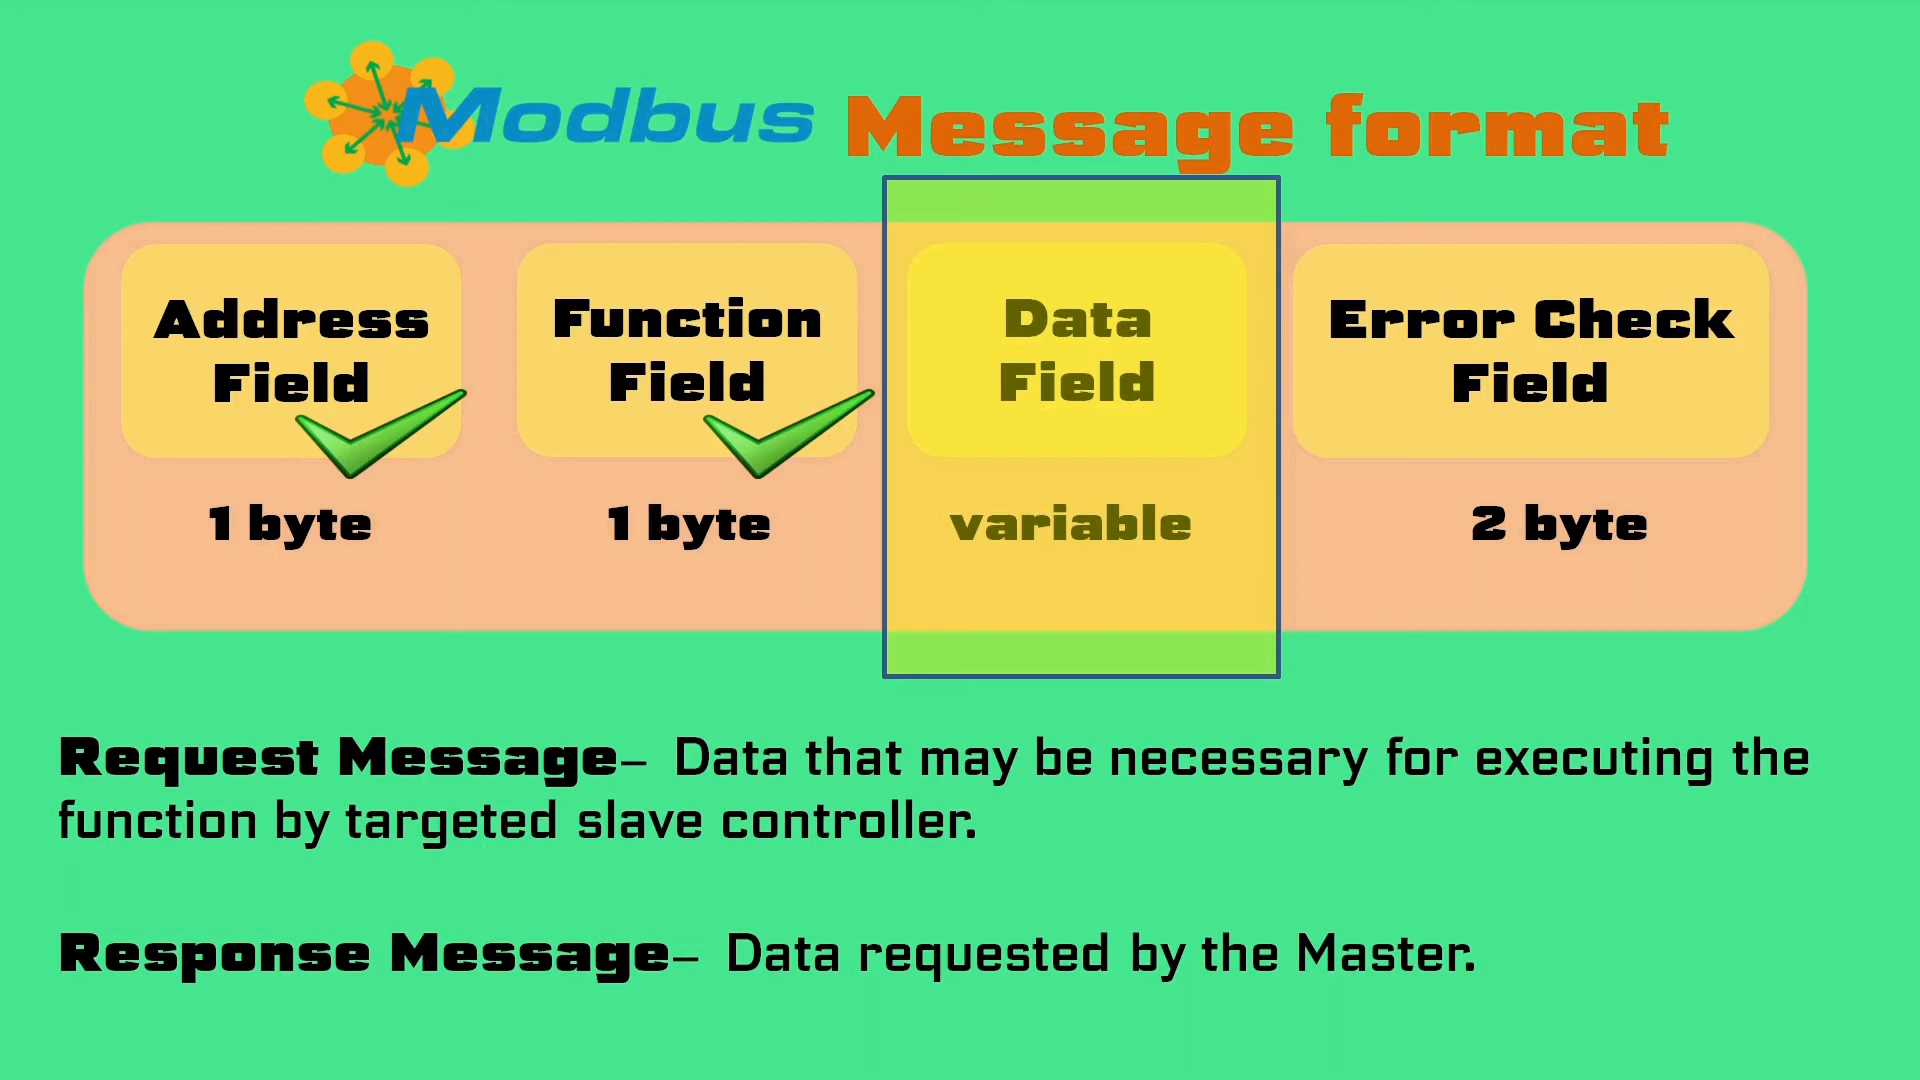 Modbus Message format
Address Field
Function Field
Data Field
Error Check Field
1 byte
1 byte
variable
2 byte
Request Message– Data that may be necessary for executing the
function by targeted slave controller.
Response Message– Data requested by the Master.